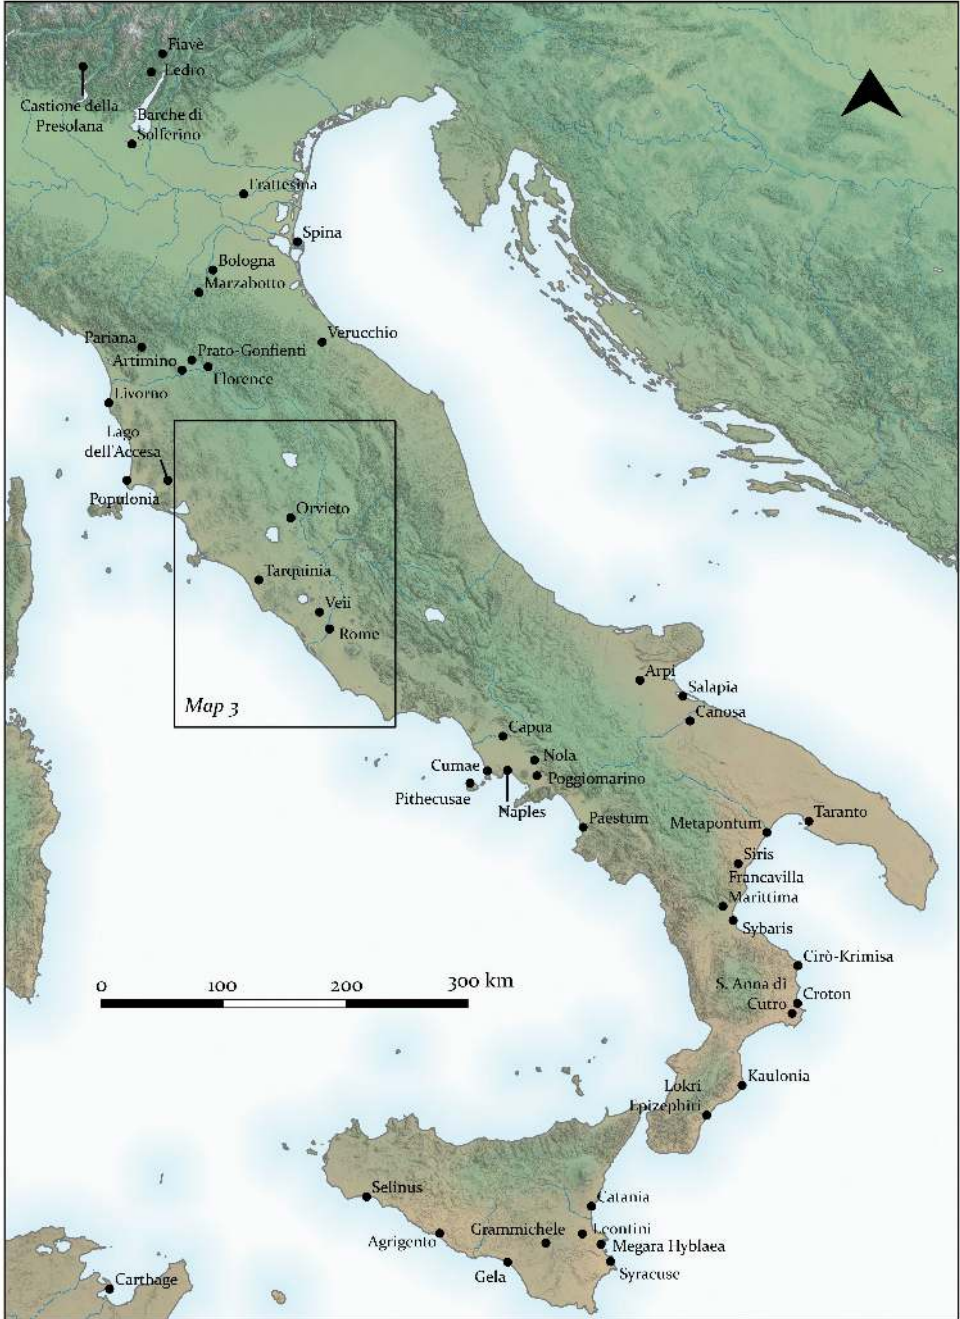 Fiavè
Ledro
Castione della
Presolana
Barche di
Solferino
Frattesina
Spina
Bologna
Marzabotto
Verucchio
Pariana
Prato-Gonfienti
Artimino
Florence
Livorno
Lago
dell'Accesa
Populonia
Orvieto
Tarquinia
Veii
Rome
Map 3
Arpi
Salapia
Canosa
Capua
Nola
Cumae
Poggiomarino
Pithecusae
Naples
Paestum
Metapontum
Taranto
Siris
Francavilla
Marittima
Sybaris
Cirò-Krimisa
S. Anna di
Cutro
Croton
0 100 200 300 km
Kaulonia
Lokri
Epizephiri
Selinus
Catania
Agrigento
Grammichele
Leontini
Megara Hyblaea
Gela
Syracuse
Carthage